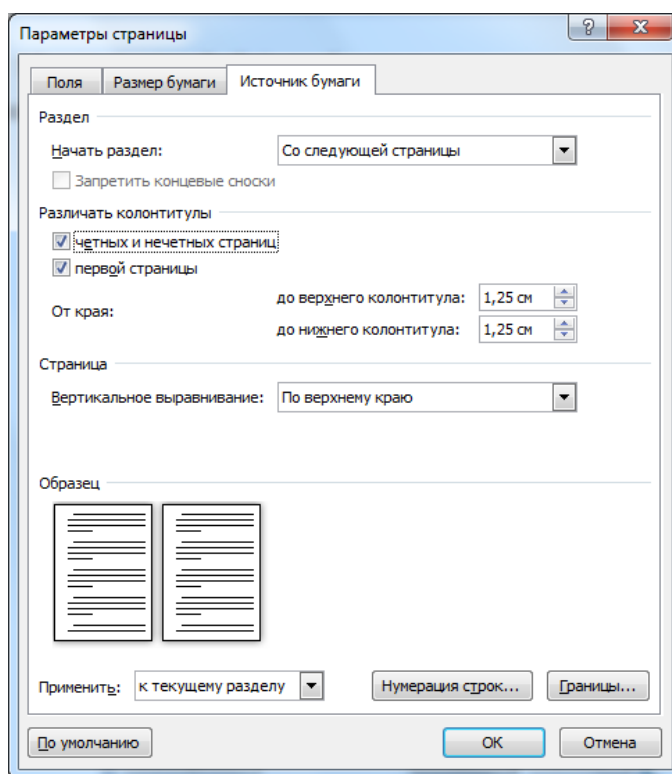 Параметры страницы
Поля Размер бумаги Источник бумаги
Раздел
Начать раздел: Со следующей страницы
Запретить концевые сноски
Различать колонтитулы
четных и нечетных страниц
первой страницы
От края:
до верхнего колонтитула: 1,25 см
до нижнего колонтитула: 1,25 см
Страница
Вертикальное выравнивание: По верхнему краю
Образец
Применить: к текущему разделу Нумерация строк... Границы...
По умолчанию ОК Отмена